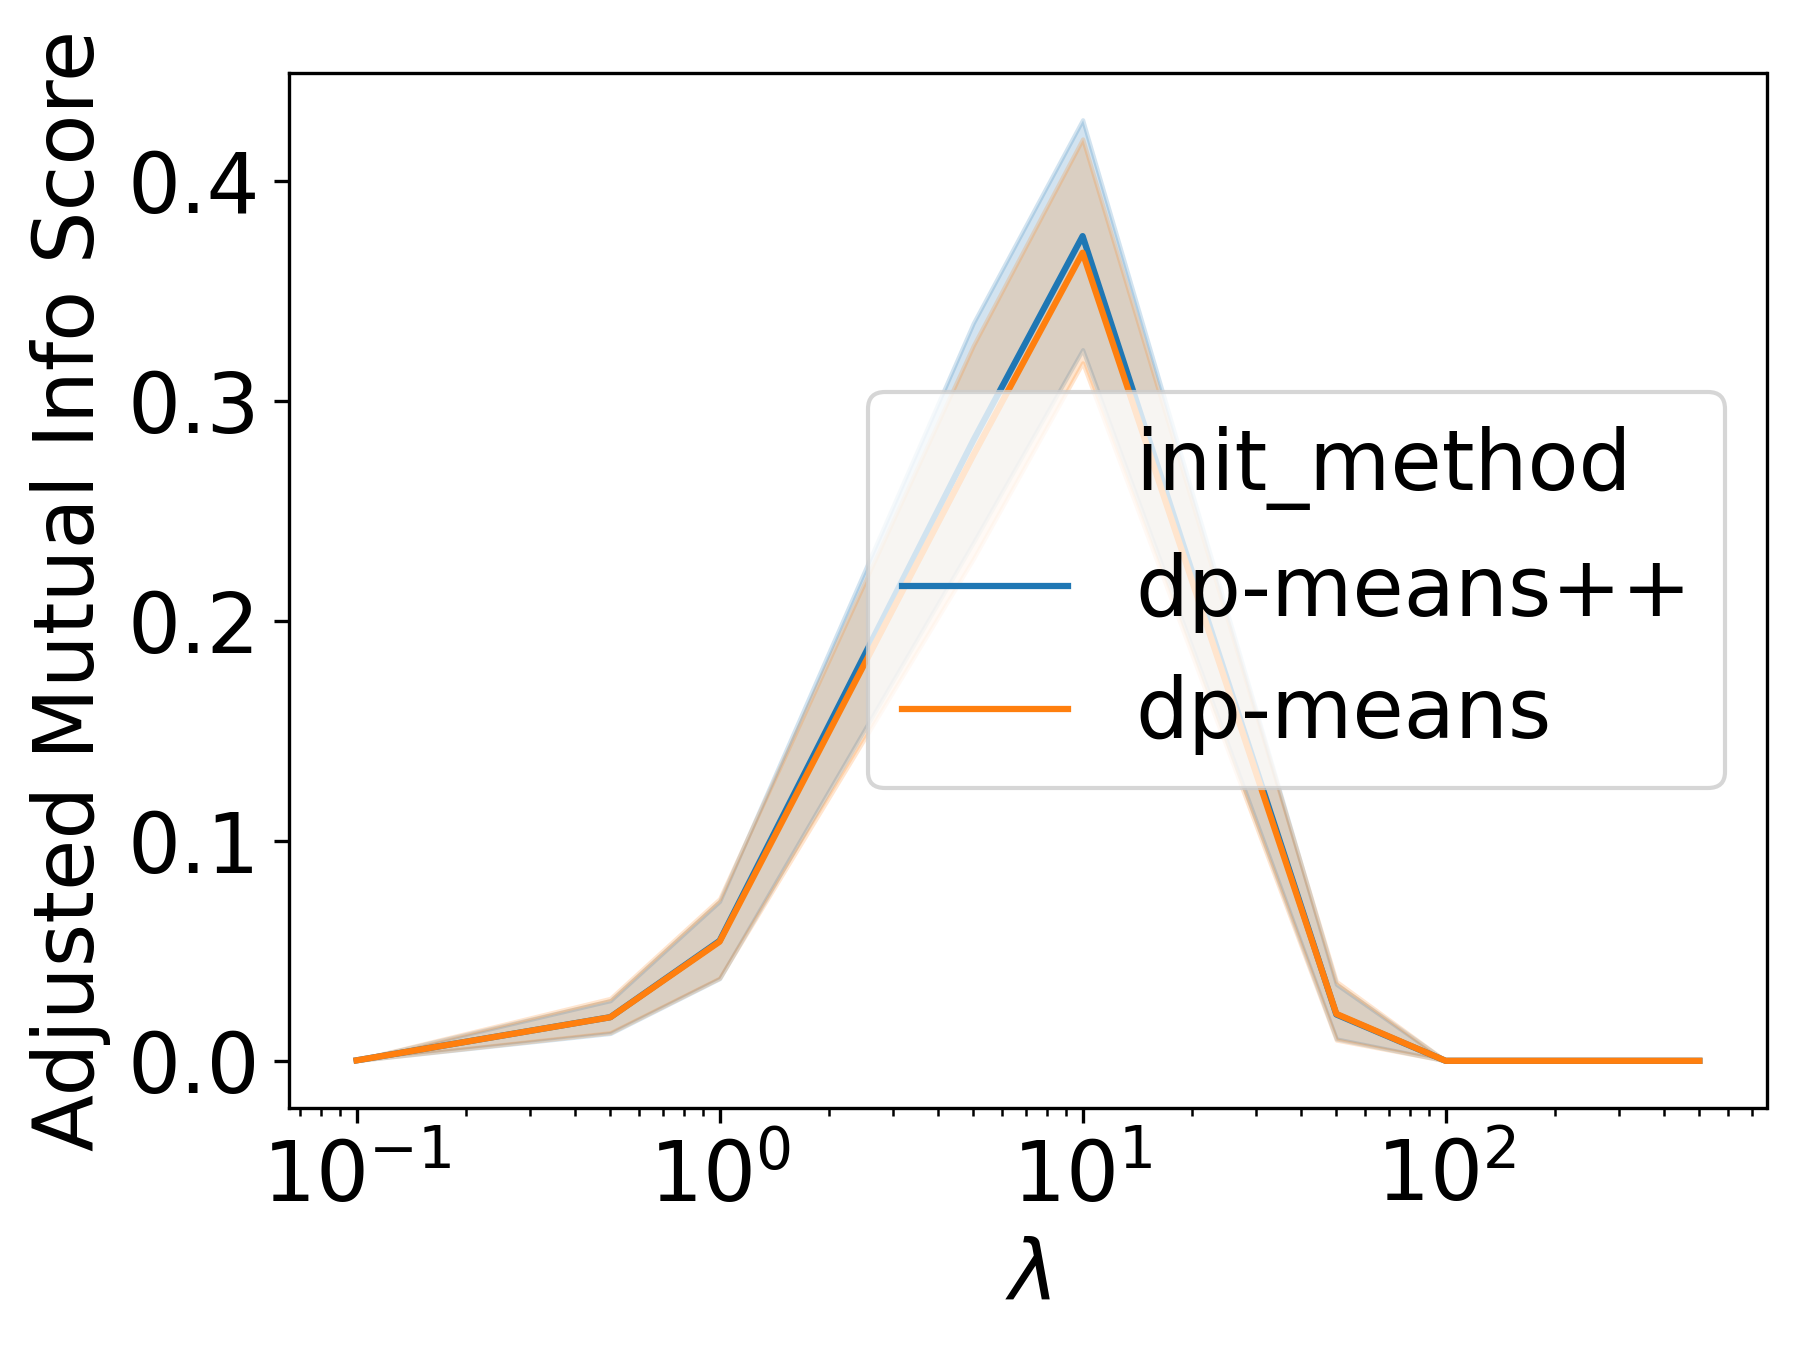 Adjusted Mutual Info Score
0.4
0.3
0.2
0.1
0.0
init_method
dp-means++
dp-means
10⁻¹ 10⁰ 10¹ 10²
λ